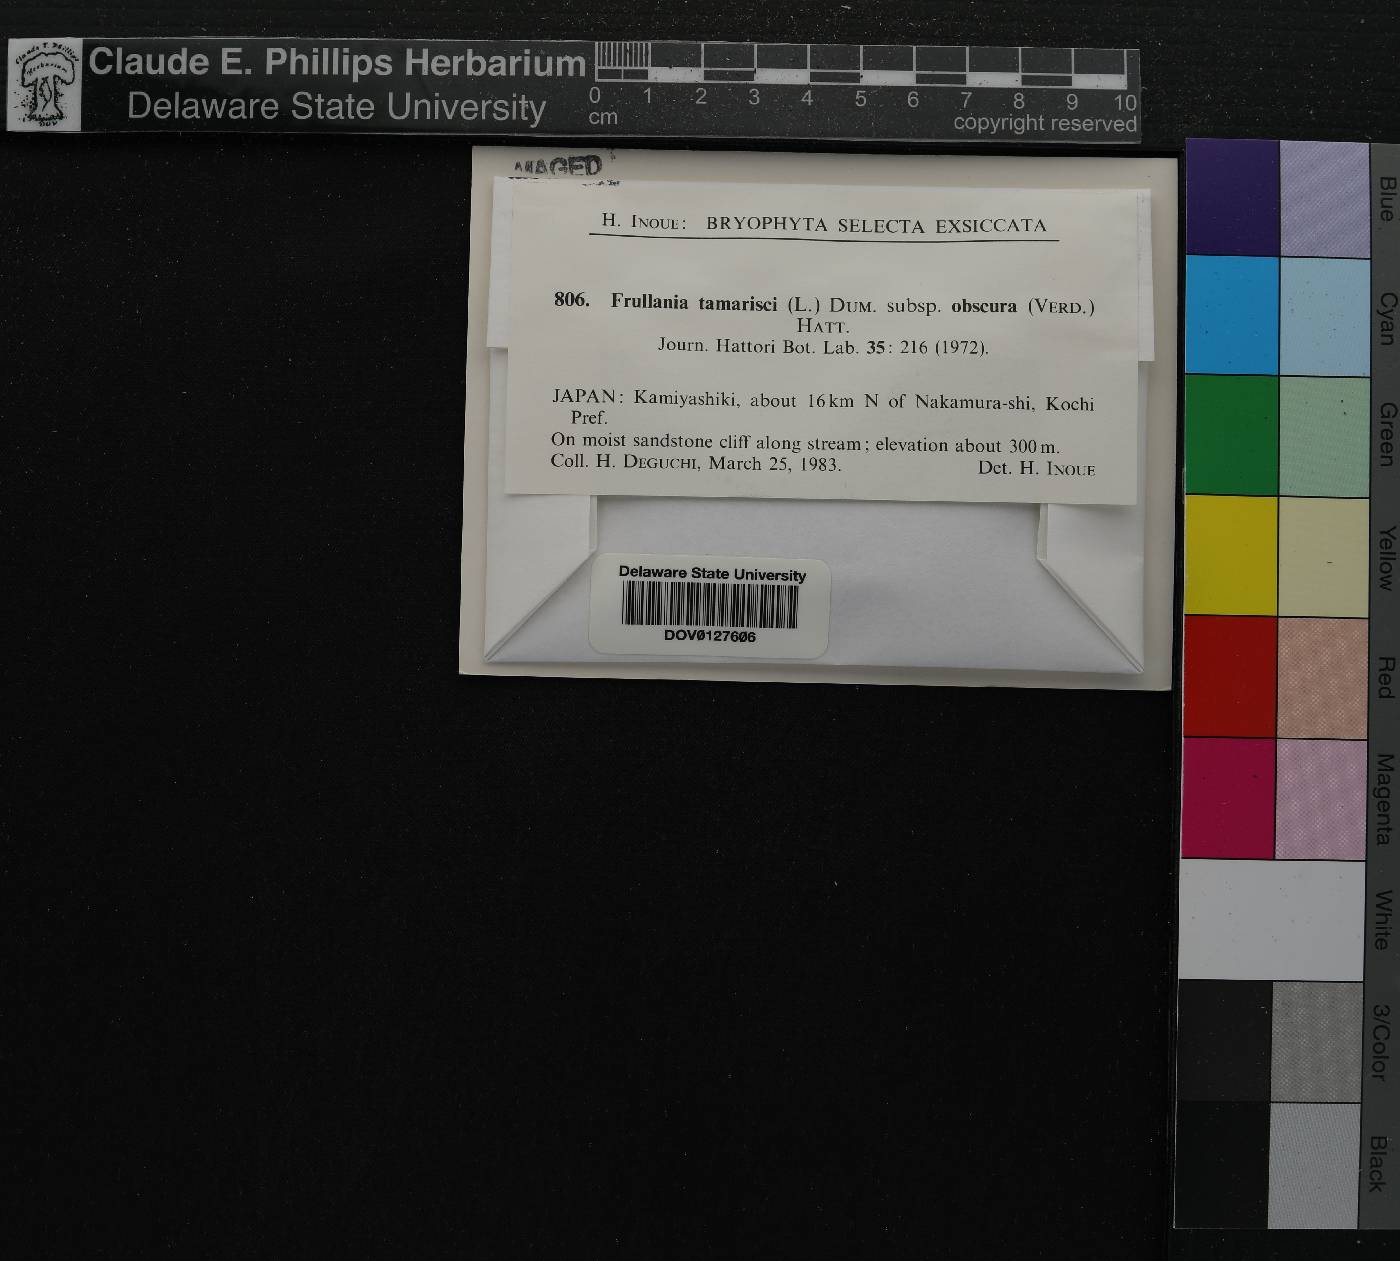 Claude E. Phillips Herbarium
Delaware State University
0 1 2 3 4 5 6 7 8 9 10
cm
copyright reserved
H. INOUE: BRYOPHYTA SELECTA EXSICCATA
806. Frullania tamarisci (L.) DUM. subsp. obscura (VERD.)
HATT.
Journ. Hattori Bot. Lab. 35: 216 (1972).
JAPAN: Kamiyashiki, about 16km N of Nakamura-shi, Kochi
Pref.
On moist sandstone cliff along stream; elevation about 300m.
Coll. H. DEGUCHI, March 25, 1983. Det. H. INOUE
Delaware State University
DOV0127606
Blue
Cyan
Green
Yellow
Red
Magenta
White
3/Color
Black